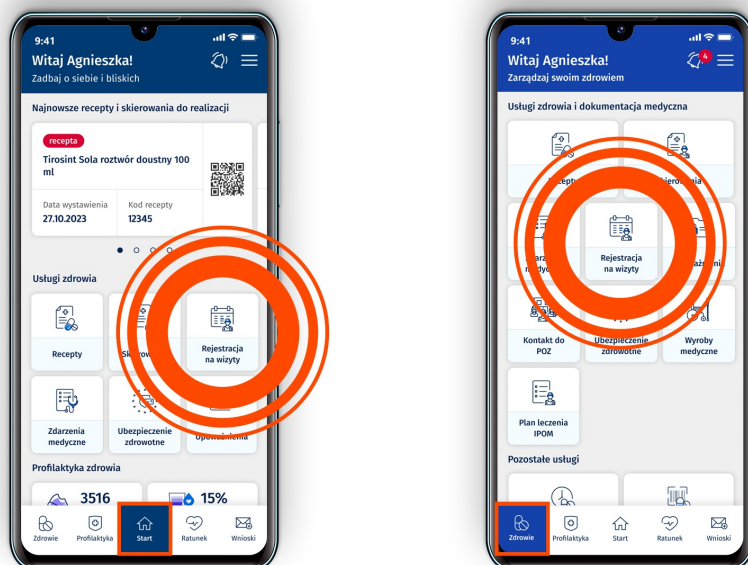 9:41
Witaj Agnieszka!
Zadbaj o siebie i bliskich
Najnowsze recepty i skierowania do realizacji
recepta
Tirosint Sola roztwór doustny 100
ml
Data wystawienia
Kod recepty
27.10.2023
12345
Usługi zdrowia
Recepty
Rejestracja
na wizyty
Zdarzenia
medyczne
Ubezpieczenie
zdrowotne
Upoważnienia
Profilaktyka zdrowia
3516
15%
Zdrowie
Profilaktyka
Start
Ratunek
Wnioski
9:41
4
Witaj Agnieszka!
Zarządzaj swoim zdrowiem
Usługi zdrowia i dokumentacja medyczna
Rejestracja
na wizyty
Kontakt do
POZ
Ubezpieczenie
zdrowotne
Wyroby
medyczne
Plan leczenia
IPOM
Pozostałe usługi
Zdrowie
Profilaktyka
Start
Ratunek
Wnioski